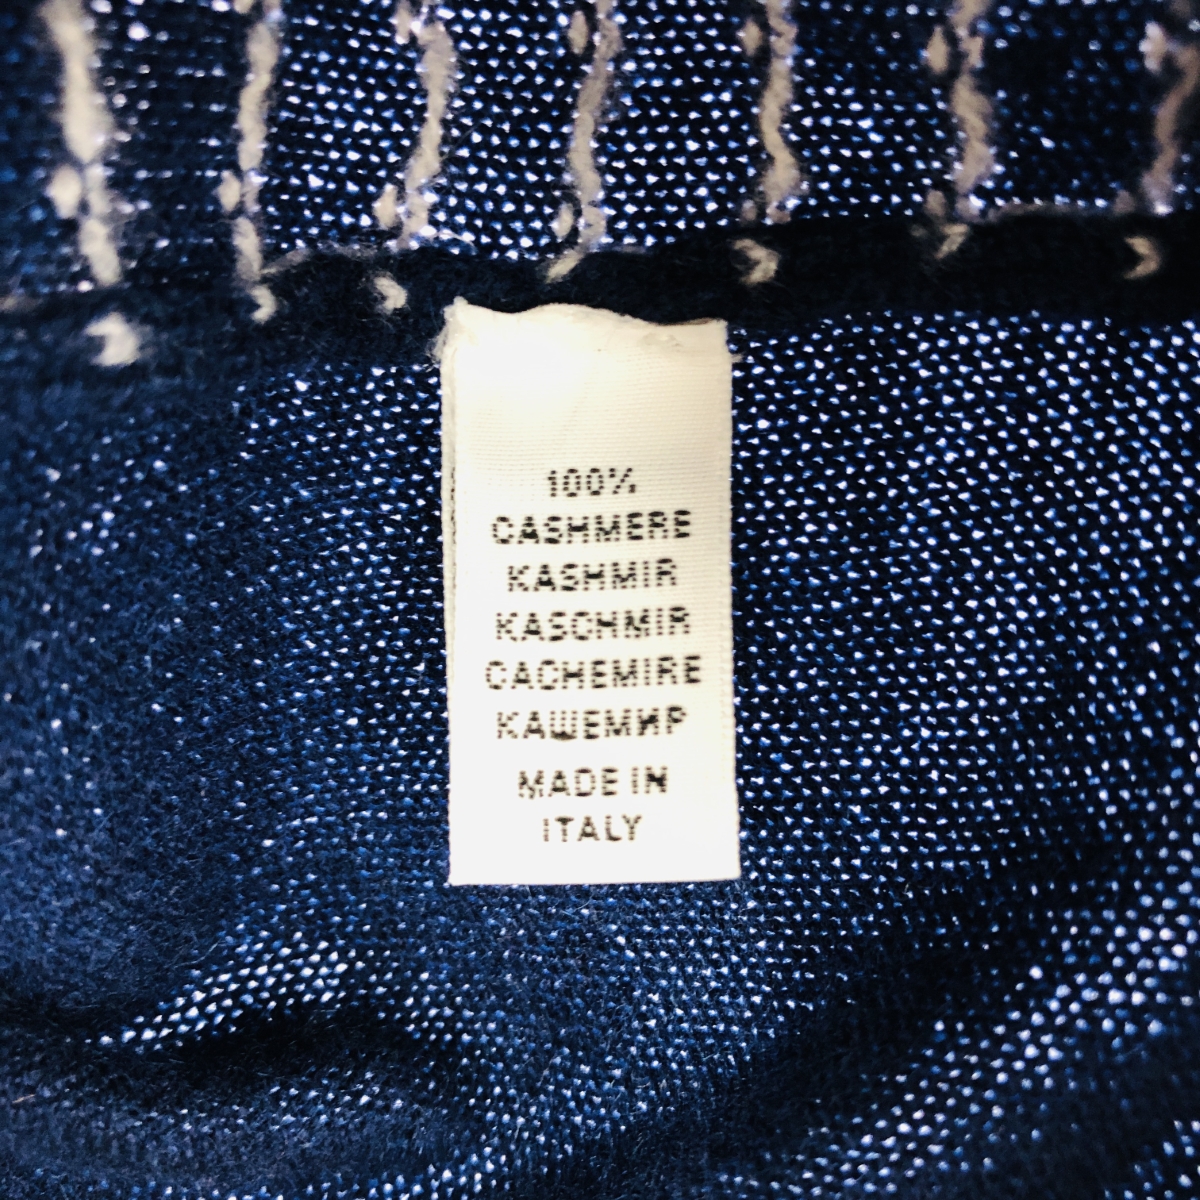 100%
CASHMERE
KASHMIR
KASCHMIR
CACHEMIRE
КАШЕМИР
MADE IN
ITALY